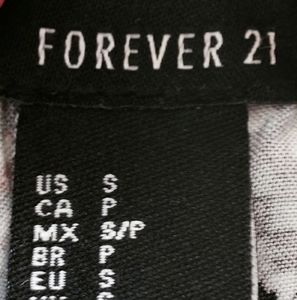 FOREVER 21
US S
CA P
MX S/P
BR P
EU S